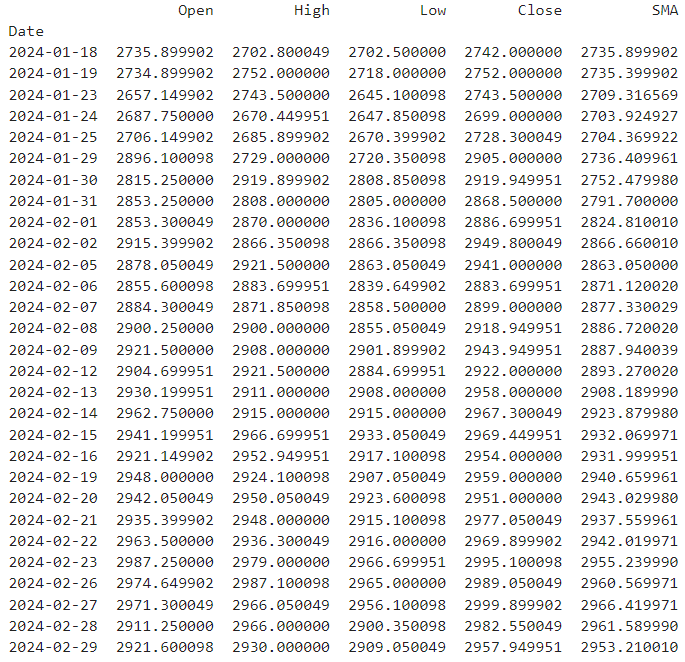 Open High Low Close SMA
Date
2024-01-18 2735.899902 2702.800049 2702.500000 2742.000000 2735.899902
2024-01-19 2734.899902 2752.000000 2718.000000 2752.000000 2735.399902
2024-01-23 2657.149902 2743.500000 2645.100098 2743.500000 2709.316569
2024-01-24 2687.750000 2670.449951 2647.850098 2699.000000 2703.924927
2024-01-25 2706.149902 2685.899902 2670.399902 2728.300049 2704.369922
2024-01-29 2896.100098 2729.000000 2720.350098 2905.000000 2736.409961
2024-01-30 2815.250000 2919.899902 2808.850098 2919.949951 2752.479980
2024-01-31 2853.250000 2808.000000 2805.000000 2868.500000 2791.700000
2024-02-01 2853.300049 2870.000000 2836.100098 2886.699951 2824.810010
2024-02-02 2915.399902 2866.350098 2866.350098 2949.800049 2866.660010
2024-02-05 2878.050049 2921.500000 2863.050049 2941.000000 2863.050000
2024-02-06 2855.600098 2883.699951 2839.649902 2883.699951 2871.120020
2024-02-07 2884.300049 2871.850098 2858.500000 2899.000000 2877.330029
2024-02-08 2900.250000 2900.000000 2855.050049 2918.949951 2886.720020
2024-02-09 2921.500000 2908.000000 2901.899902 2943.949951 2887.940039
2024-02-12 2904.699951 2921.500000 2884.699951 2922.000000 2893.270020
2024-02-13 2930.199951 2911.000000 2908.000000 2958.000000 2908.189990
2024-02-14 2962.750000 2915.000000 2915.000000 2967.300049 2923.879980
2024-02-15 2941.199951 2966.699951 2933.050049 2969.449951 2932.069971
2024-02-16 2921.149902 2952.949951 2917.100098 2954.000000 2931.999951
2024-02-19 2948.000000 2924.100098 2907.050049 2959.000000 2940.659961
2024-02-20 2942.050049 2950.050049 2923.600098 2951.000000 2943.029980
2024-02-21 2935.399902 2948.000000 2915.100098 2977.050049 2937.559961
2024-02-22 2963.500000 2936.300049 2916.000000 2969.899902 2942.019971
2024-02-23 2987.250000 2979.000000 2966.699951 2995.100098 2955.239990
2024-02-26 2974.649902 2987.100098 2965.000000 2989.050049 2960.569971
2024-02-27 2971.300049 2966.050049 2956.100098 2999.899902 2966.419971
2024-02-28 2911.250000 2966.000000 2900.350098 2982.550049 2961.589990
2024-02-29 2921.600098 2930.000000 2909.050049 2957.949951 2953.210010